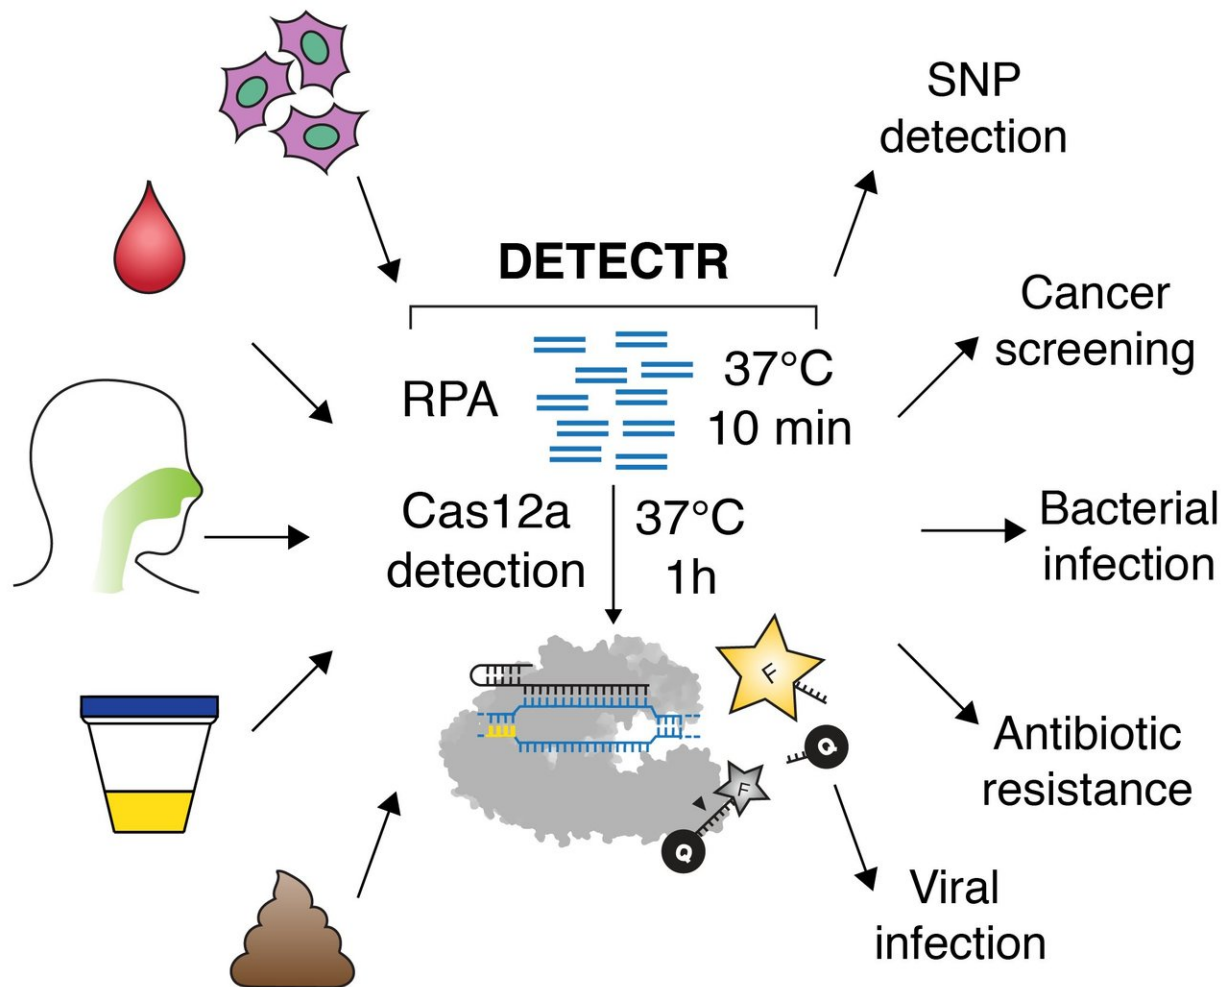 DETECTR
RPA
37°C
10 min
Cas12a
detection
37°C
1h
F
Q
F
Q
SNP
detection
Cancer
screening
Bacterial
infection
Antibiotic
resistance
Viral
infection